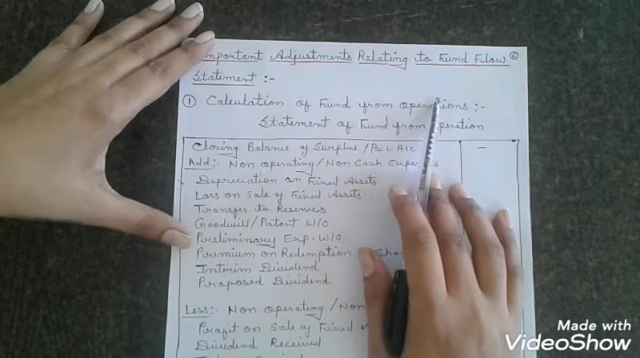 Important Adjustments Relating to Fund Flow 6
Statement :-
1 Calculation of Fund from Operations :-
Statement of Fund from Operation
Closing Balance of Surplus / P&L A/c -
Add:- Non operating/Non Cash Expenses
Depreciation on Fixed Assets
Loss on Sale of Fixed Assets
Transfer to Reserves
Goodwill/Patent W/O
Preliminary Exp. W/O
Premium on Redemption
Interim Dividend
Proposed Dividend
Less: Non Operating/Non
Profit on Sale of Fixed
Dividend Received
Made with
VideoShow